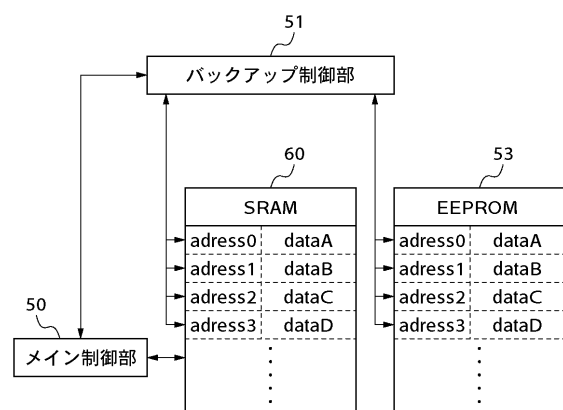 51
バックアップ制御部
60
53
SRAM
EEPROM
adress0 dataA
adress0 dataA
adress1 dataB
adress1 dataB
adress2 dataC
adress2 dataC
adress3 dataD
adress3 dataD
50
メイン制御部